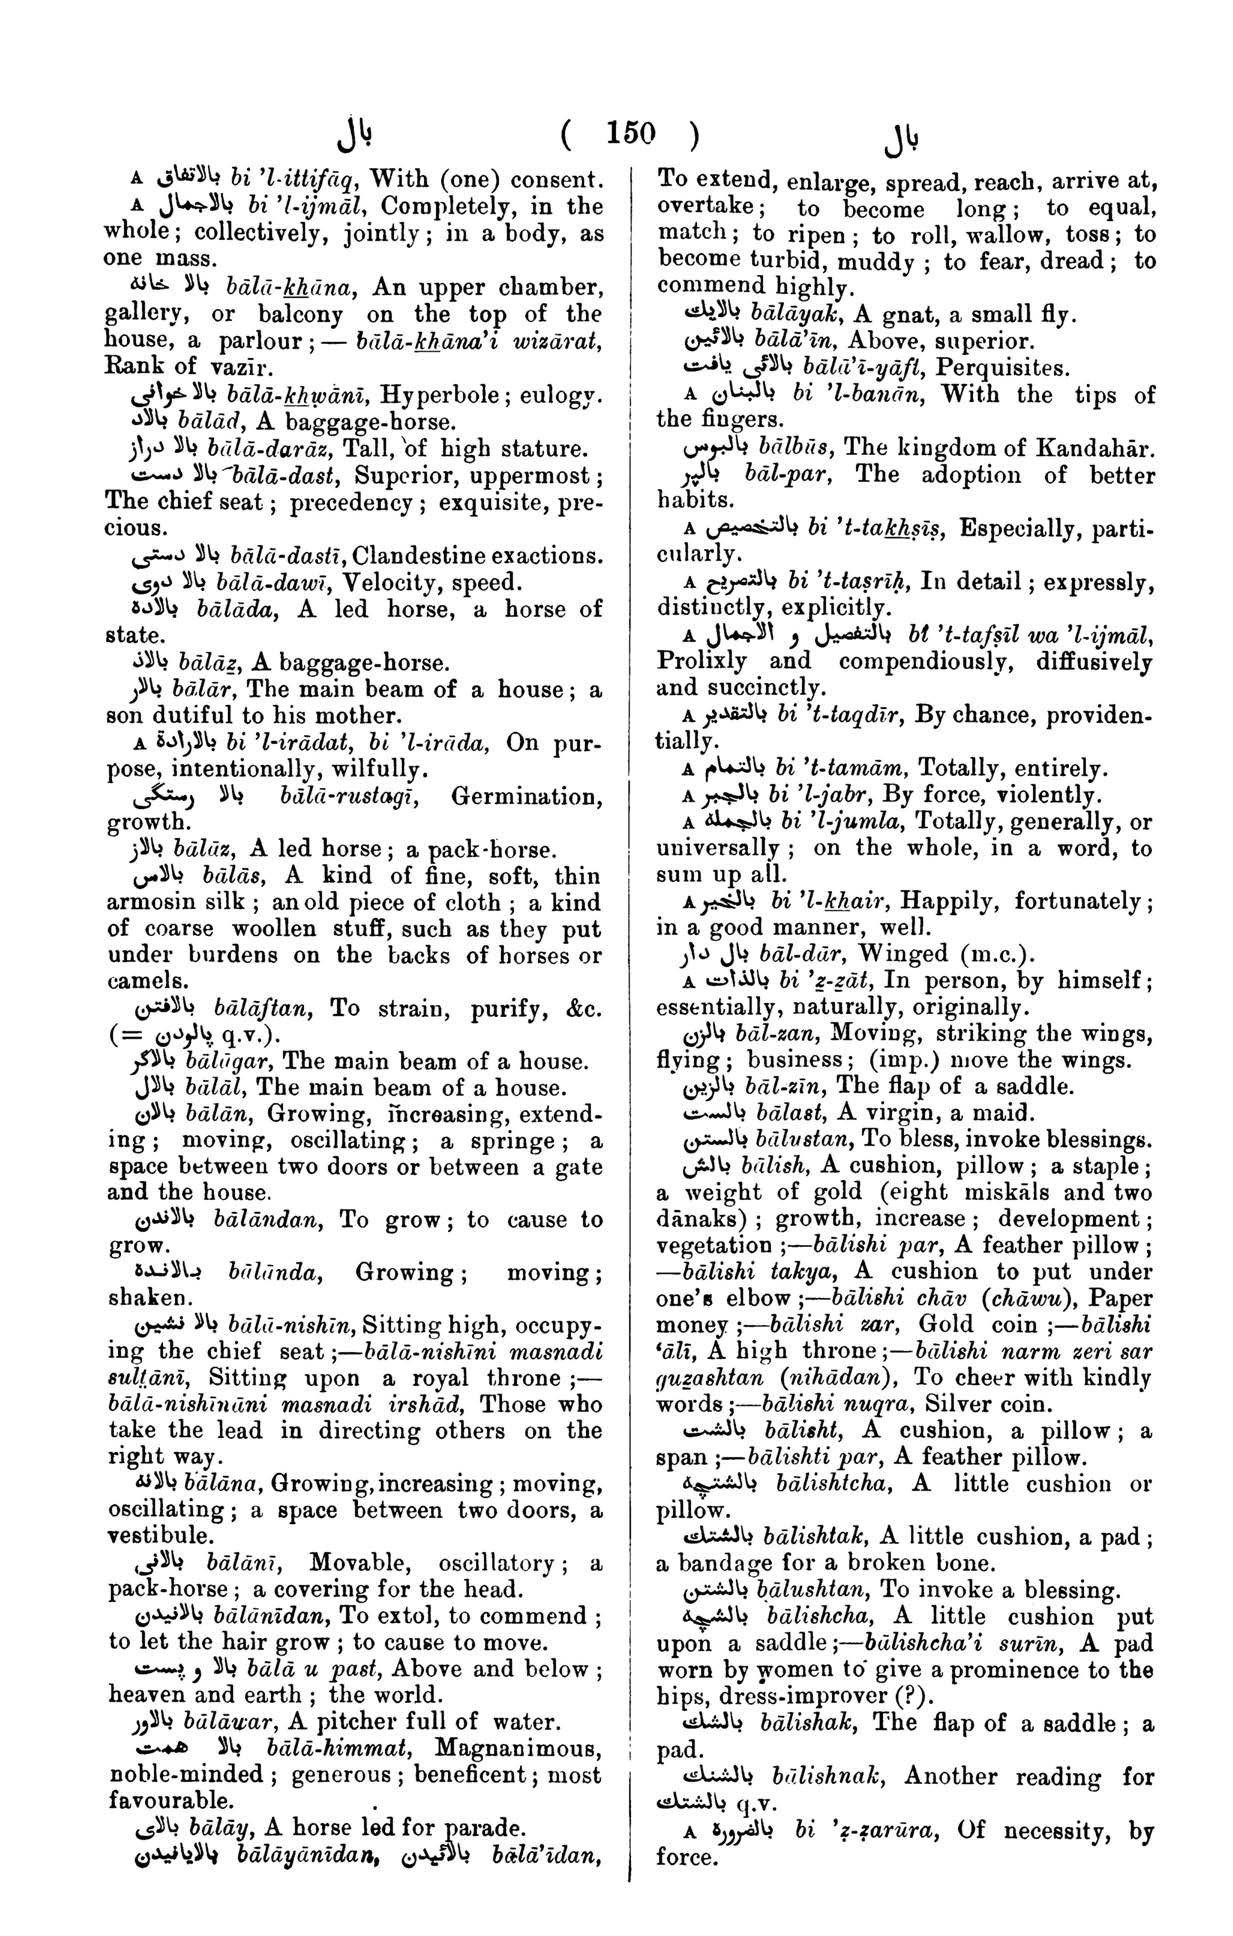 بال ( 150 ) بال
A بالاتفاق bi ’l-ittifāq, With (one) consent.
A بالاجمال bi ’l-ijmāl, Completely, in the
whole; collectively, jointly; in a body, as
one mass.
بالا خانه bālā-khāna, An upper chamber,
gallery, or balcony on the top of the
house, a parlour;—bālā-khāna’i wizārat,
Rank of vazīr.
بالا خوانی bālā-khwānī, Hyperbole; eulogy.
بالاد bālād, A baggage-horse.
بالا دراز bālā-darāz, Tall, of high stature.
بالا دست bālā-dast, Superior, uppermost;
The chief seat; precedency; exquisite, pre-
cious.
بالا دستی bālā-dastī, Clandestine exactions.
بالا دوی bālā-dawī, Velocity, speed.
بالاده bālāda, A led horse, a horse of
state.
بالاذ bālāẕ, A baggage-horse.
بالار bālār, The main beam of a house; a
son dutiful to his mother.
A بالارادة bi ’l-irādat, bi ’l-irāda, On pur-
pose, intentionally, wilfully.
بالا رستگی bālā-rustagī, Germination,
growth.
بالاز bālāz, A led horse; a pack-horse.
بالاس bālās, A kind of fine, soft, thin
armosin silk; an old piece of cloth; a kind
of coarse woollen stuff, such as they put
under burdens on the backs of horses or
camels.
بالافتن bālāftan, To strain, purify, &c.
(= پالودن q.v.).
بالاگر bālāgar, The main beam of a house.
بالال bālāl, The main beam of a house.
بالان bālān, Growing, increasing, extend-
ing; moving, oscillating; a springe; a
space between two doors or between a gate
and the house.
بالاندن bālāndan, To grow; to cause to
grow.
بالانده bālānda, Growing; moving;
shaken.
بالا نشین bālā-nishīn, Sitting high, occupy-
ing the chief seat;—bālā-nishīni masnadi
sult̤ānī, Sitting upon a royal throne;—
bālā-nishīnāni masnadi irshād, Those who
take the lead in directing others on the
right way.
بالانه bālāna, Growing, increasing; moving,
oscillating; a space between two doors, a
vestibule.
بالانی bālānī, Movable, oscillatory; a
pack-horse; a covering for the head.
بالانیدن bālānīdan, To extol, to commend;
to let the hair grow; to cause to move.
بالا و پست bālā u past, Above and below;
heaven and earth; the world.
بالاور bālāwar, A pitcher full of water.
بالا همت bālā-himmat, Magnanimous,
noble-minded; generous; beneficent; most
favourable.
بالای bālāy, A horse led for parade.
بالایانیدن bālāyānīdan, بالائیدن bālā’īdan,
To extend, enlarge, spread, reach, arrive at,
overtake; to become long; to equal,
match; to ripen; to roll, wallow, toss; to
become turbid, muddy; to fear, dread; to
commend highly.
بالایك bālāyak, A gnat, a small fly.
بالائین bālā’īn, Above, superior.
بالائی یافت bālā’ī-yāft, Perquisites.
A بالبنان bi ’l-banān, With the tips of
the fingers.
بالبوس bālbūs, The kingdom of Kandahār.
بالپر bāl-par, The adoption of better
habits.
A بالتخصیص bi ’t-takhṣīṣ, Especially, parti-
cularly.
A بالتصریح bi ’t-taṣrīḥ, In detail; expressly,
distinctly, explicitly.
A بالتفصیل و الاجمال bi ’t-tafṣīl wa ’l-ijmāl,
Prolixly and compendiously, diffusively
and succinctly.
A بالتقدیر bi ’t-taqdīr, By chance, providen-
tially.
A بالتمام bi ’t-tamām, Totally, entirely.
A بالجبر bi ’l-jabr, By force, violently.
A بالجمله bi ’l-jumla, Totally, generally, or
universally; on the whole, in a word, to
sum up all.
A بالخیر bi ’l-khair, Happily, fortunately;
in a good manner, well.
بال دار bāl-dār, Winged (m.c.).
A بالذات bi ’ẕ-ẕāt, In person, by himself;
essentially, naturally, originally.
بالزن bāl-zan, Moving, striking the wings,
flying; business; (imp.) move the wings.
بالزین bāl-zīn, The flap of a saddle.
بالست bālast, A virgin, a maid.
بالستن bālustan, To bless, invoke blessings.
بالش bālish, A cushion, pillow; a staple;
a weight of gold (eight miskāls and two
dānaks); growth, increase; development;
vegetation;—bālishi par, A feather pillow;
—bālishi takya, A cushion to put under
one’s elbow;—bālishi chāv (chāwu), Paper
money;—bālishi zar, Gold coin;—bālishi
‘ālī, A high throne;—bālishi narm zeri sar
guẕashtan (nihādan), To cheer with kindly
words;—bālishi nuqra, Silver coin.
بالشت bālisht, A cushion, a pillow; a
span;—bālishti par, A feather pillow.
بالشتچه bālishtcha, A little cushion or
pillow.
بالشتك bālishtak, A little cushion, a pad;
a bandage for a broken bone.
بالشتن bālushtan, To invoke a blessing.
بالشچه bālishcha, A little cushion put
upon a saddle;—bālishcha’i surīn, A pad
worn by women to give a prominence to the
hips, dress-improver (?).
بالشك bālishak, The flap of a saddle; a
pad.
بالشنك bālishnak, Another reading for
بالشتك q.v.
A بالضرورة bi ’ẓ-ẓarūra, Of necessity, by
force.